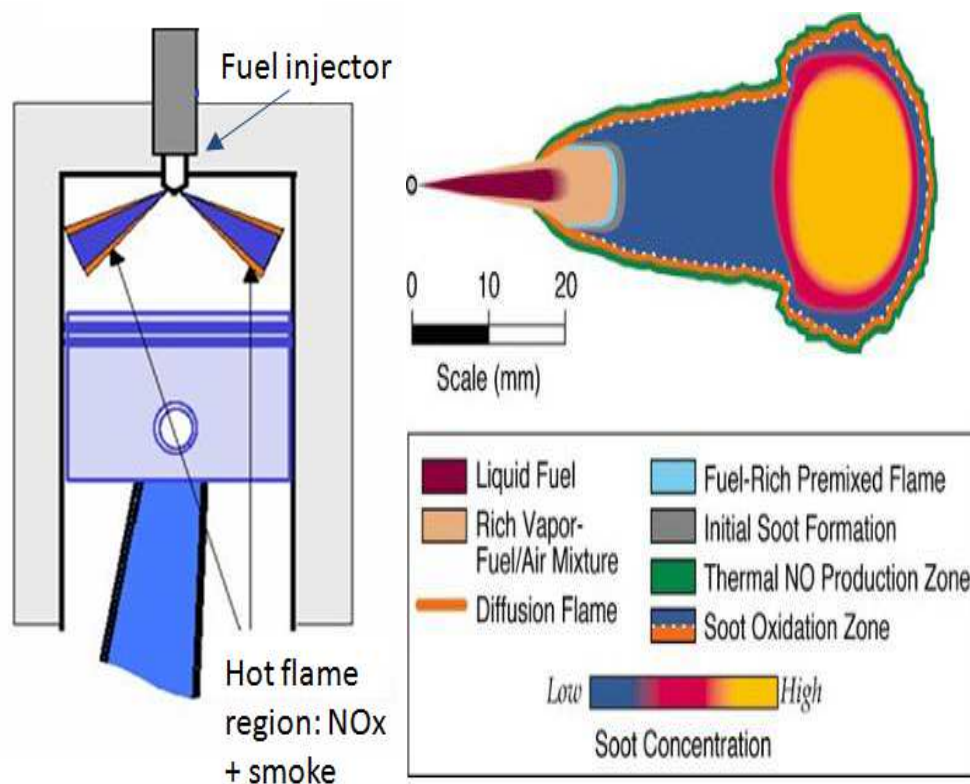 Fuel injector
Hot flame
region: NOx
+ smoke
0 10 20
Scale (mm)
Liquid Fuel
Rich Vapor-
Fuel/Air Mixture
Diffusion Flame
Fuel-Rich Premixed Flame
Initial Soot Formation
Thermal NO Production Zone
Soot Oxidation Zone
Low High
Soot Concentration